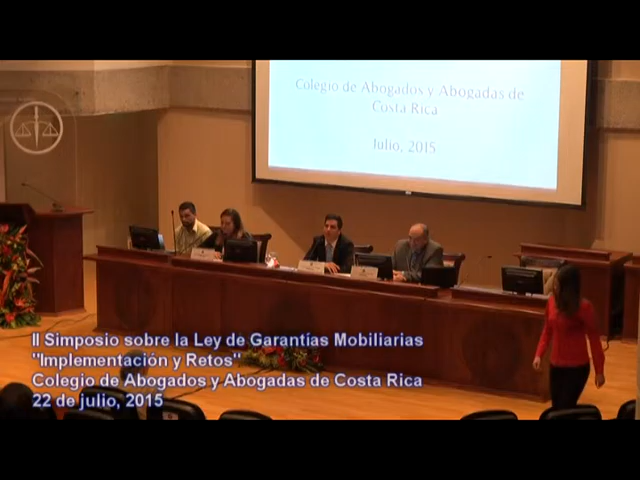 Colegio de Abogados y Abogadas de
Costa Rica
Julio, 2015
II Simposio sobre la Ley de Garantías Mobiliarias
"Implementación y Retos"
Colegio de Abogados y Abogadas de Costa Rica
22 de julio, 2015